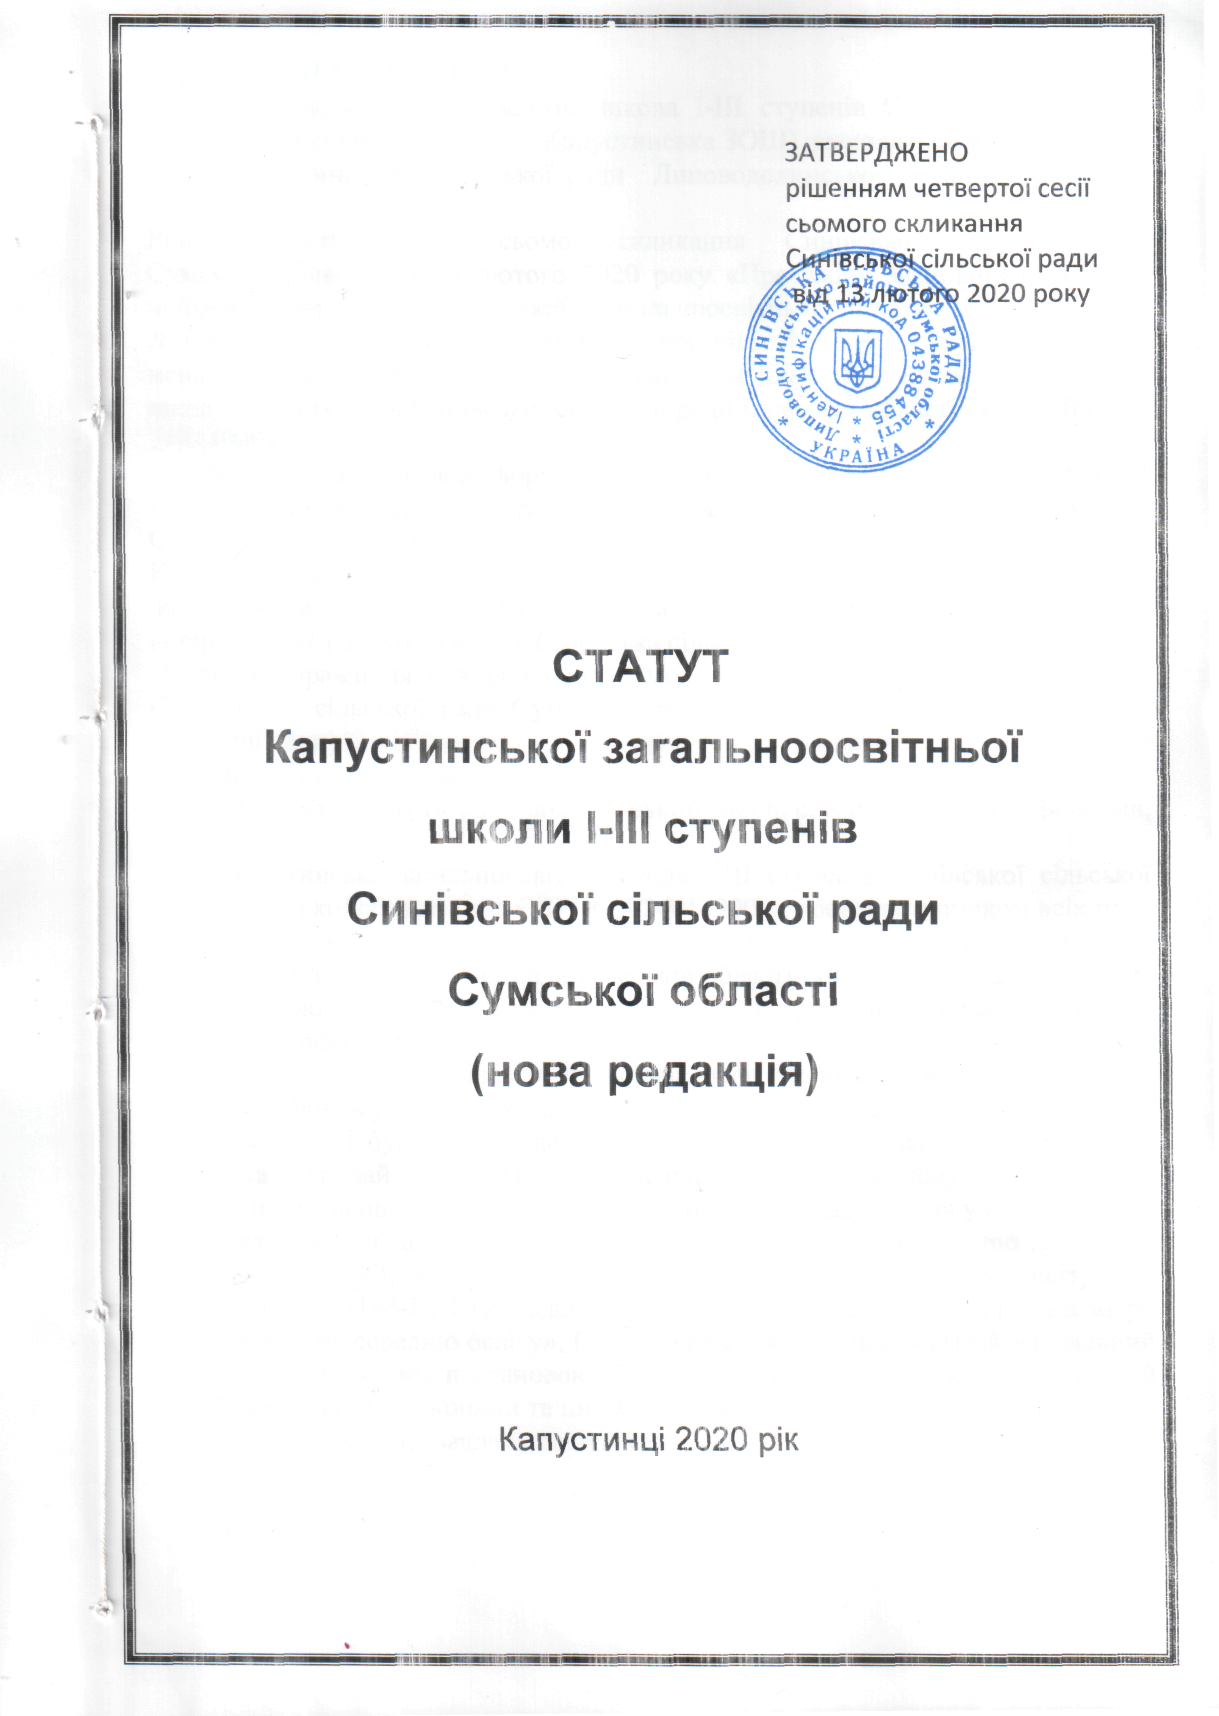 ЗАТВЕРДЖЕНО
рішенням четвертої сесії
сьомого скликання
Синівської сільської ради
від 13 лютого 2020 року
СИНІВСЬКА СІЛЬСЬКА РАДА
Липоводолинського району Сумської області
Ідентифікаційний код 04388455
* УКРАЇНА *
СТАТУТ
Капустинської загальноосвітньої
школи І-ІІІ ступенів
Синівської сільської ради
Сумської області
(нова редакція)
Капустинці 2020 рік